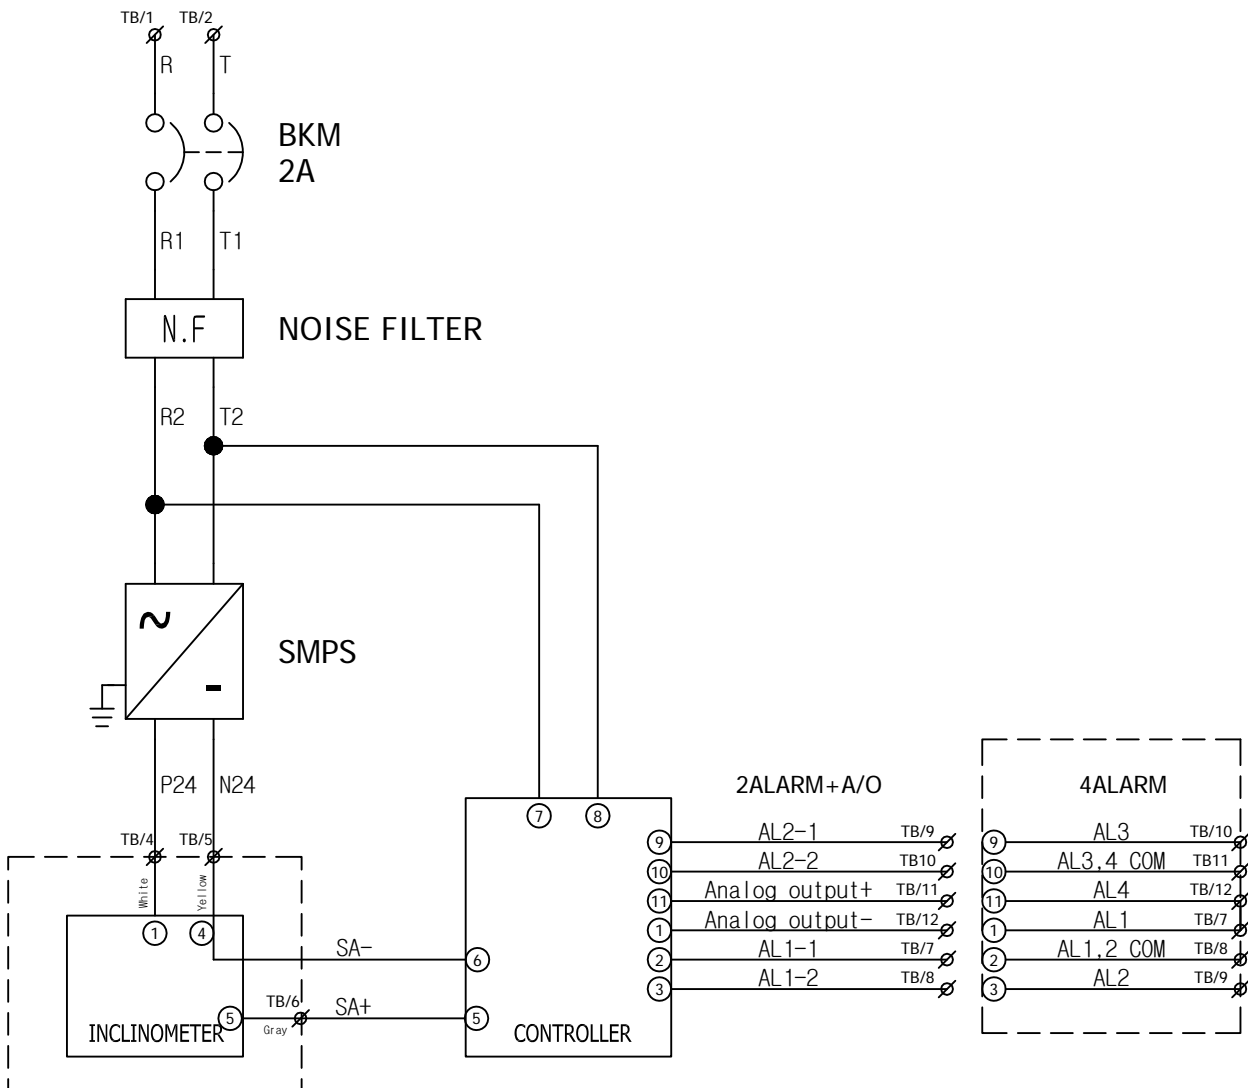 TB/1 TB/2
R T
BKM
2A
R1 T1
N.F NOISE FILTER
R2 T2
~
-
SMPS
P24 N24
TB/4 TB/5
White Yellow
1 4
INCLINOMETER
5
TB/6
Gray
SA-
SA+
7 8
6
5
CONTROLLER
2ALARM+A/O
9 AL2-1 TB/9
10 AL2-2 TB10
11 Analog output+ TB/11
1 Analog output- TB/12
2 AL1-1 TB/7
3 AL1-2 TB/8
4ALARM
9 AL3 TB/10
10 AL3,4 COM TB11
11 AL4 TB/12
1 AL1 TB/7
2 AL1,2 COM TB/8
3 AL2 TB/9